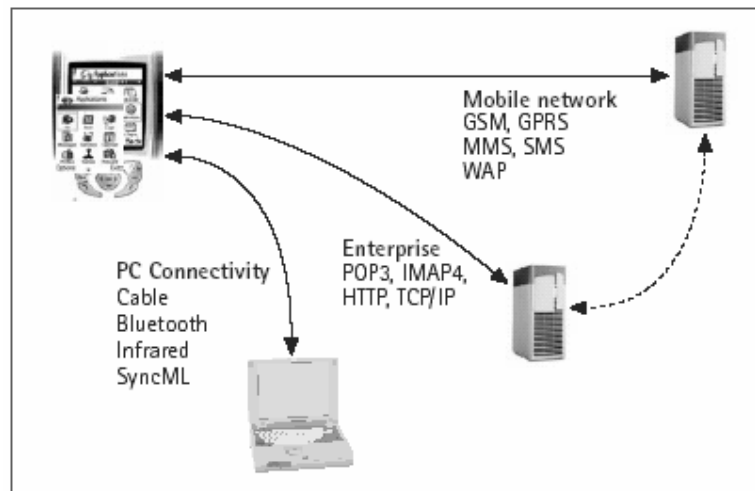 Applications
Mobile network
GSM, GPRS
MMS, SMS
WAP
Enterprise
POP3, IMAP4,
HTTP, TCP/IP
PC Connectivity
Cable
Bluetooth
Infrared
SyncML